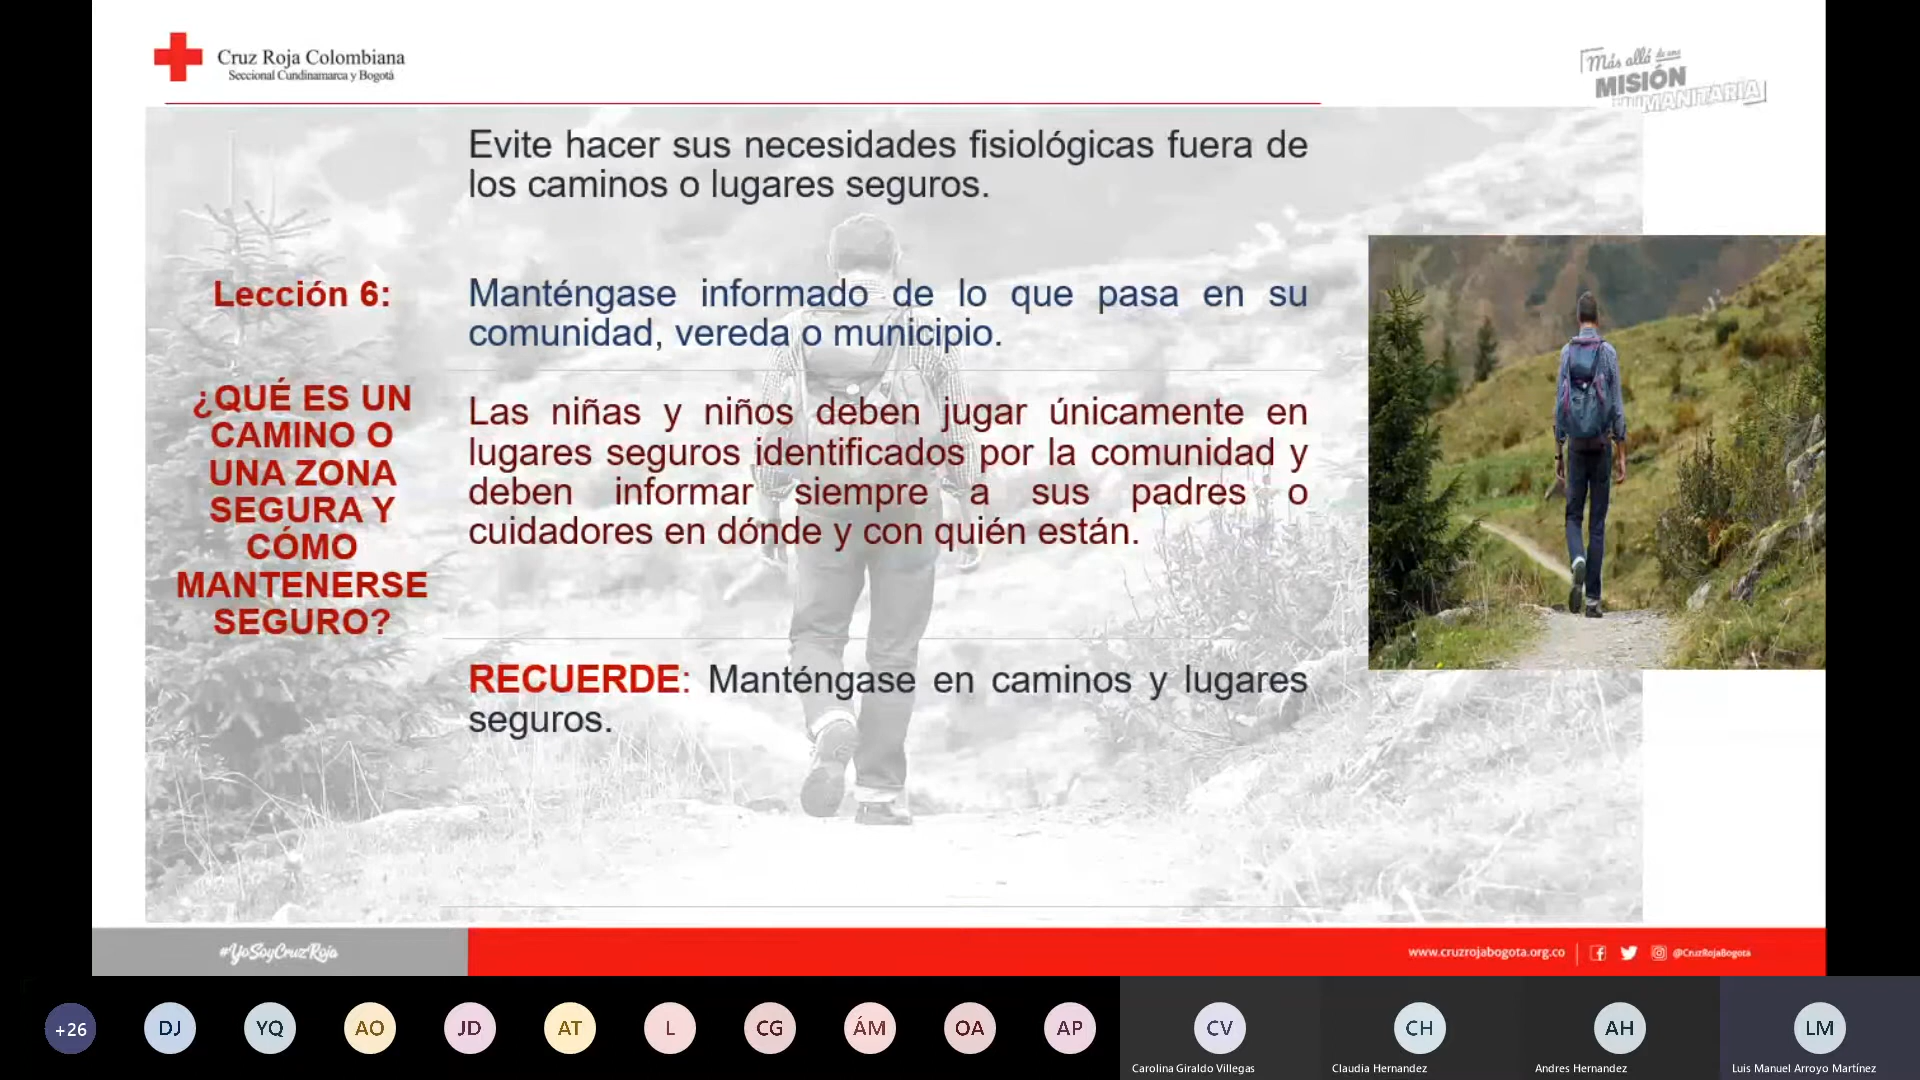 Cruz Roja Colombiana
Seccional Cundinamarca y Bogotá
Más allá de una
MISIÓN
HUMANITARIA
Evite hacer sus necesidades fisiológicas fuera de
los caminos o lugares seguros.
Lección 6:
¿QUÉ ES UN
CAMINO O
UNA ZONA
SEGURA Y
CÓMO
MANTENERSE
SEGURO?
Manténgase informado de lo que pasa en su
comunidad, vereda o municipio.
Las niñas y niños deben jugar únicamente en
lugares seguros identificados por la comunidad y
deben informar siempre a sus padres o
cuidadores en dónde y con quién están.
RECUERDE: Manténgase en caminos y lugares
seguros.
#YoSoyCruzRoja
www.cruzrojabogota.org.co
@CruzRojaBogota
+26
DJ
YQ
AO
JD
AT
L
CG
ÁM
OA
AP
CV
Carolina Giraldo Villegas
CH
Claudia Hernandez
AH
Andres Hernandez
LM
Luis Manuel Arroyo Martínez